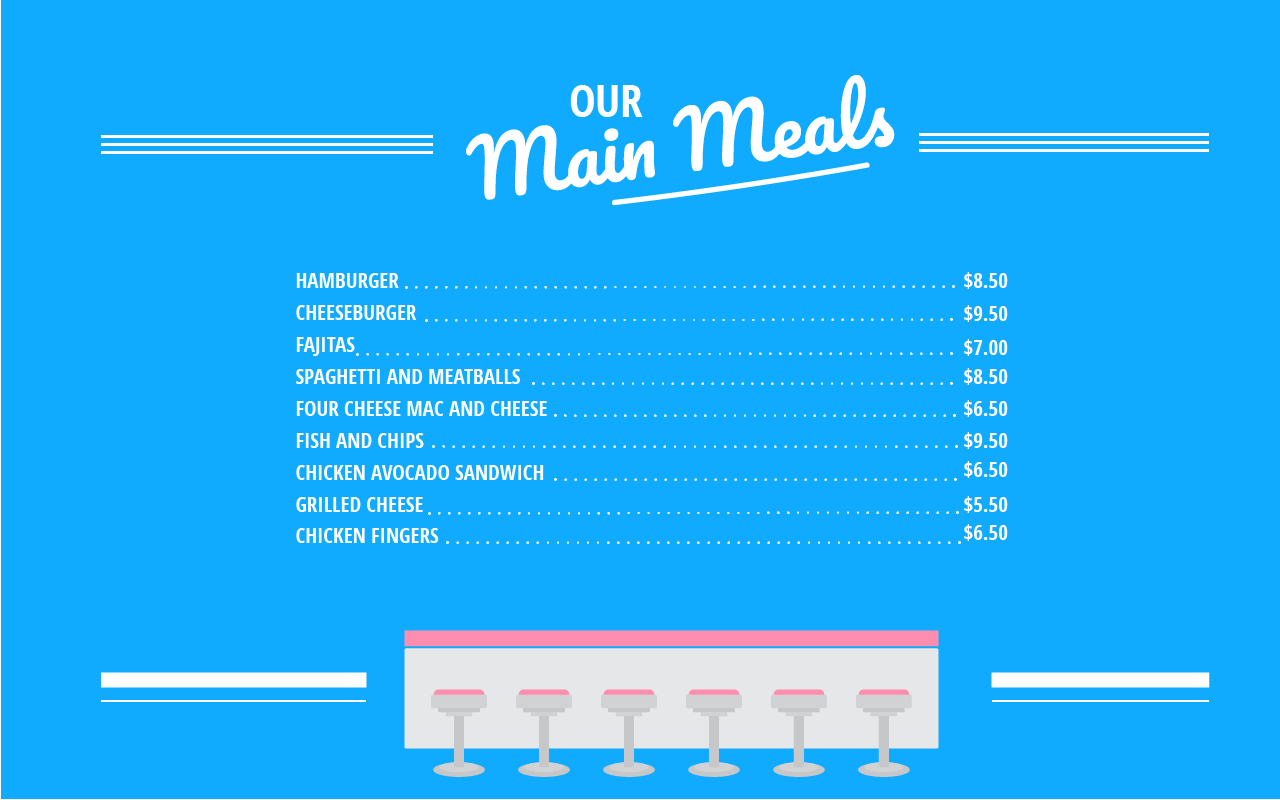 OUR
Main Meals
HAMBURGER . . . . . . . . . . . . . . . . . . . . $8.50
CHEESEBURGER . . . . . . . . . . . . . . . . . . . . $9.50
FAJITAS . . . . . . . . . . . . . . . . . . . . $7.00
SPAGHETTI AND MEATBALLS . . . . . . . . . . . . . . . . . . . . $8.50
FOUR CHEESE MAC AND CHEESE . . . . . . . . . . . . . . . . . . . . $6.50
FISH AND CHIPS . . . . . . . . . . . . . . . . . . . . $9.50
CHICKEN AVOCADO SANDWICH . . . . . . . . . . . . . . . . . . . . $6.50
GRILLED CHEESE . . . . . . . . . . . . . . . . . . . . $5.50
CHICKEN FINGERS . . . . . . . . . . . . . . . . . . . . $6.50